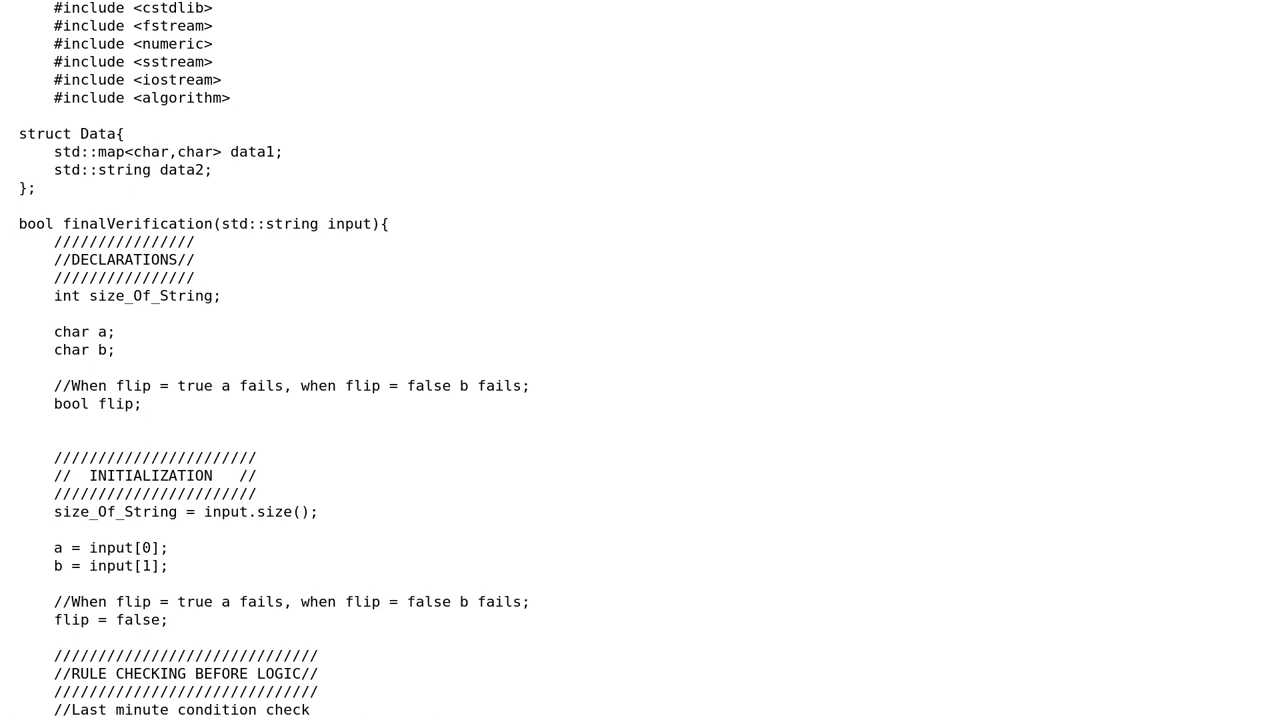 #include <cstdlib>
#include <fstream>
#include <numeric>
#include <sstream>
#include <iostream>
#include <algorithm>
struct Data{
std::map<char,char> data1;
std::string data2;
};
bool finalVerification(std::string input){
////////////////
//DECLARATIONS//
////////////////
int size_Of_String;
char a;
char b;
//When flip = true a fails, when flip = false b fails;
bool flip;
///////////////////////
//  INITIALIZATION   //
///////////////////////
size_Of_String = input.size();
a = input[0];
b = input[1];
//When flip = true a fails, when flip = false b fails;
flip = false;
//////////////////////////////
//RULE CHECKING BEFORE LOGIC//
//////////////////////////////
//Last minute condition check